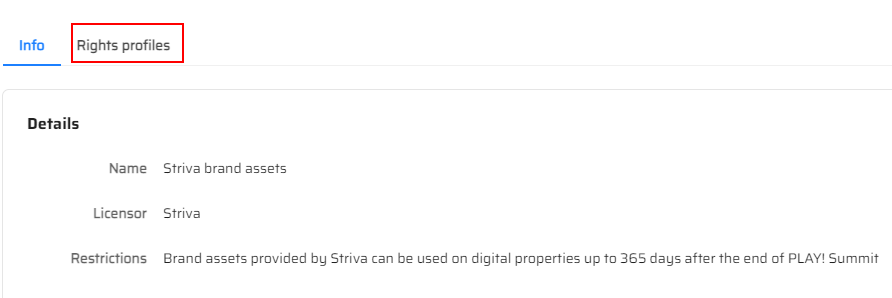 Info Rights profiles
Details
Name Striva brand assets
Licensor Striva
Restrictions Brand assets provided by Striva can be used on digital properties up to 365 days after the end of PLAY! Summit